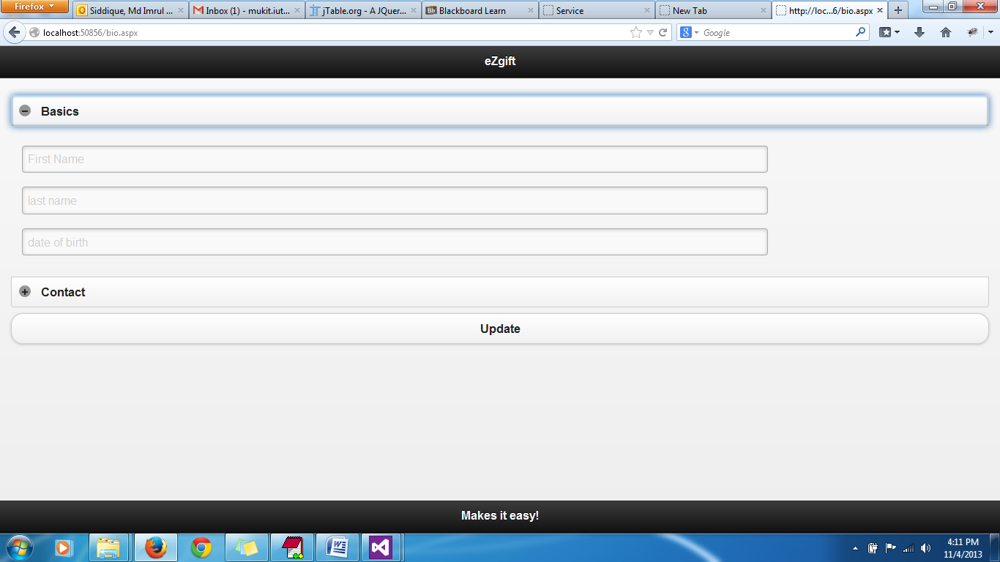 Firefox
Siddique, Md Imrul ...
Inbox (1) - mukit.iut...
jTable.org - A JQuer...
Bb
Blackboard Learn
Service
New Tab
http://loc...6/bio.aspx
localhost:50856/bio.aspx
8 Google
eZgift
Basics
First Name
last name
date of birth
Contact
Update
Makes it easy!
4:11 PM
11/4/2013